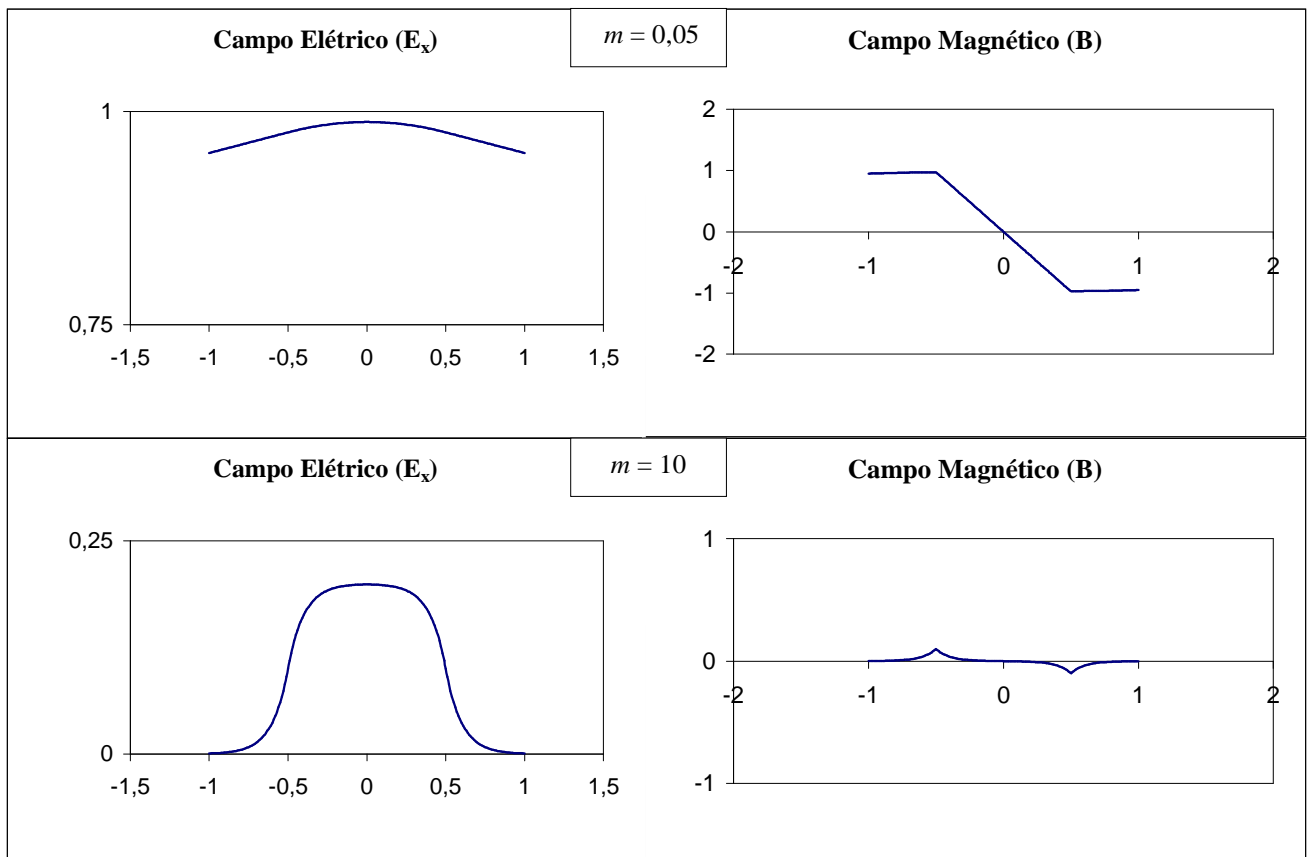 Campo Elétrico (Ex)
m = 0,05
Campo Magnético (B)
1
0,75
-1,5 -1 -0,5 0 0,5 1 1,5
2
1
0
-1
-2
-2 -1 0 1 2
Campo Elétrico (Ex)
m = 10
Campo Magnético (B)
0,25
0
-1,5 -1 -0,5 0 0,5 1 1,5
1
0
-1
-2 -1 0 1 2